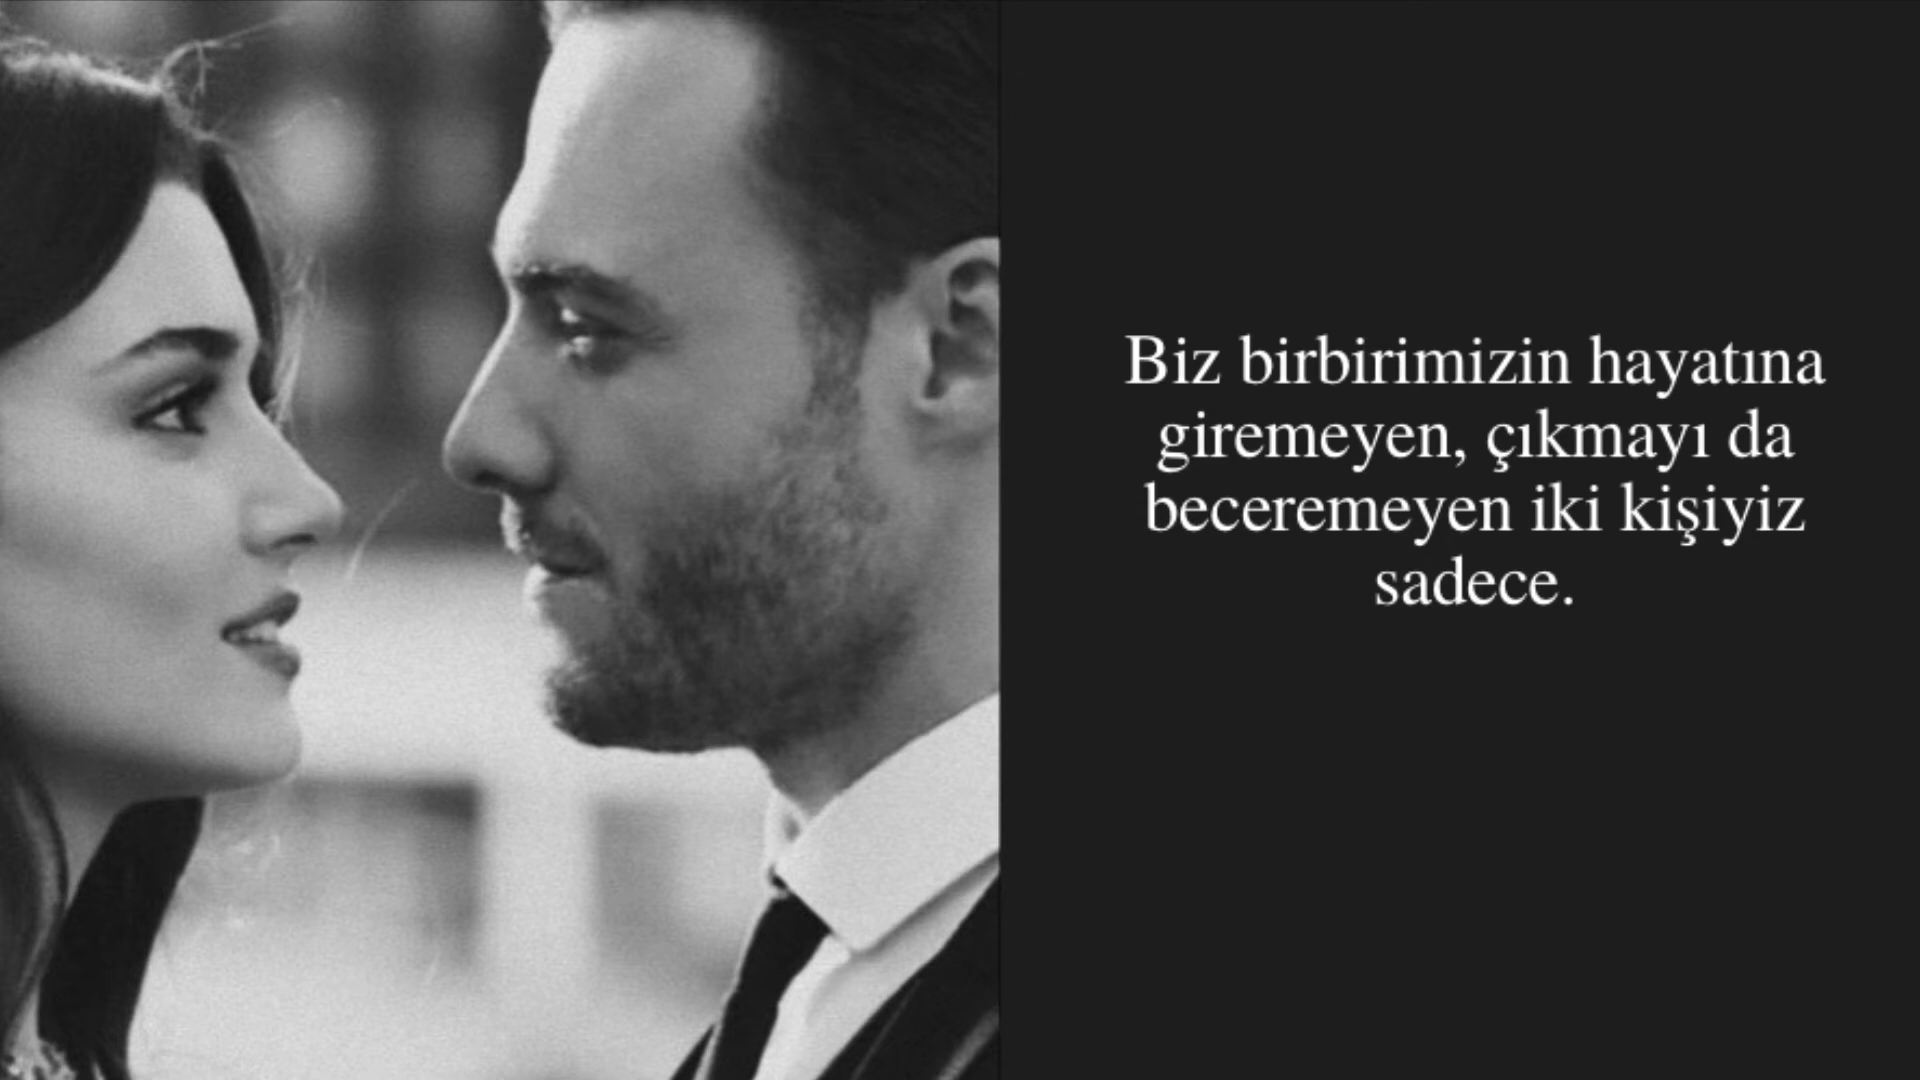 Biz birbirimizin hayatına
giremeyen, çıkmayı da
beceremeyen iki kişiyiz
sadece.